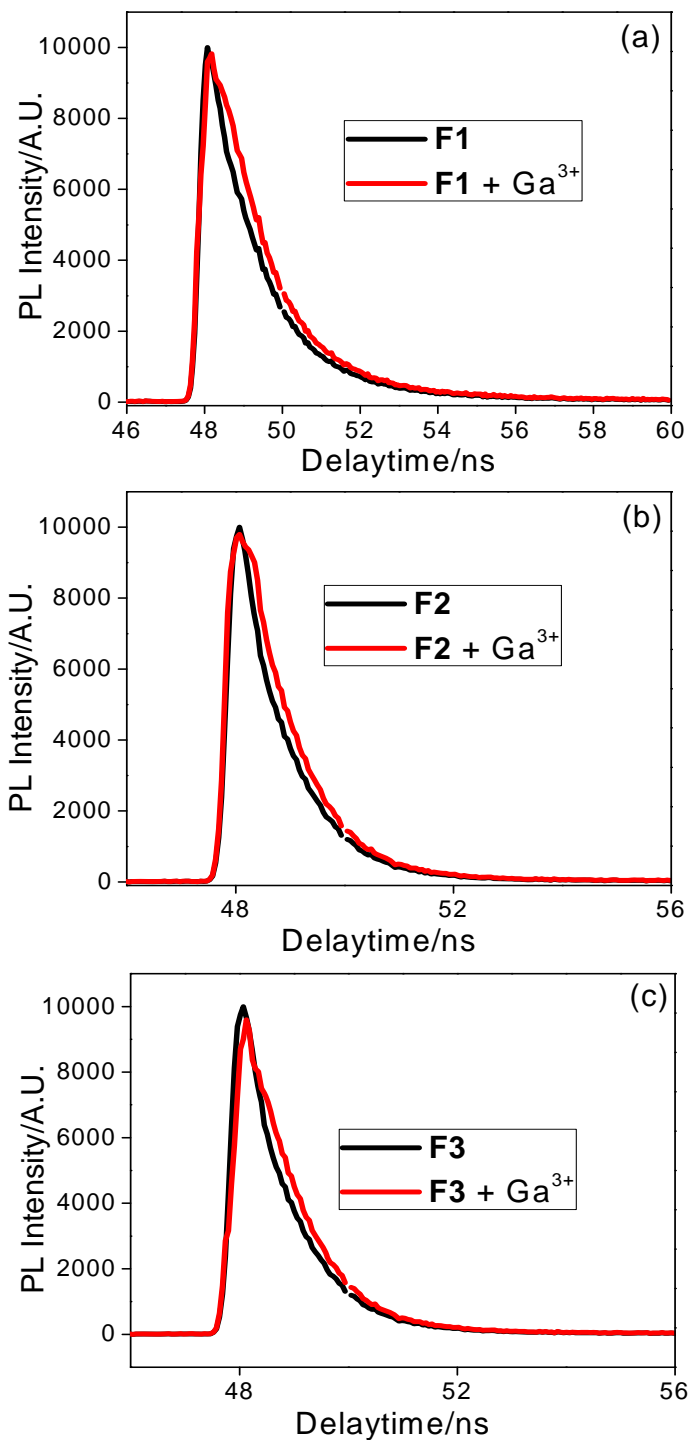 (a)
10000
8000
6000
4000
2000
0
PL Intensity/A.U.
F1
F1 + Ga³⁺
46 48 50 52 54 56 58 60
Delaytime/ns
(b)
10000
8000
6000
4000
2000
0
PL Intensity/A.U.
F2
F2 + Ga³⁺
48 52 56
Delaytime/ns
(c)
10000
8000
6000
4000
2000
0
PL Intensity/A.U.
F3
F3 + Ga³⁺
48 52 56
Delaytime/ns